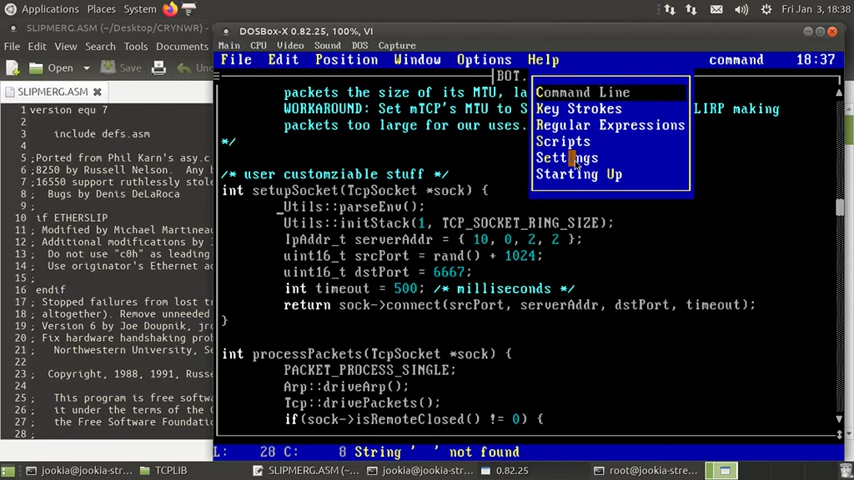 Applications Places System Fri Jan 3, 18:38
SLIPMERG.ASM (~/Desktop/CRYNWR)
File Edit View Search Tools Documents
Open Save
SLIPMERG.ASM
1 version equ 7
2
3 include defs.asm
4
5 ;Ported from Phil Karn's asy.c
6 ;8250 by Russell Nelson. Any b
7 ;16550 support ruthlessly stole
8 ; Bugs by Denis DeLaRoca
9
10 if ETHERSLIP
11 ; Modified by Michael Martineau
12 ; Additional modifications by J
13 ; Do not use "c0h" as leading
14 ; Use originator's Ethernet ad
15
16 endif
17 ; Stopped failures from lost tr
18 ; altogether). Remove unneeded
19 ; Version 6 by Joe Doupnik, jr
20 ; Fix hardware handshaking prob
21 ; Northwestern University, Se
22
23 ; Copyright, 1988, 1991, Russe
24
25 ; This program is free softwar
26 ; it under the terms of the G
27 ; the Free Software Foundation
28 ;
DOSBox-X 0.82.25, 100%, VI
Main CPU Video Sound DOS Capture
File Edit Position Window Options Help command 18:37
BOT.
packets the size of its MTU, la
WORKAROUND: Set mTCP's MTU to S LIRP making
packets too large for our uses.
*/
Command Line
Key Strokes
Regular Expressions
Scripts
Settings
Starting Up
/* user customziable stuff */
int setupSocket(TcpSocket *sock) {
_Utils::parseEnv();
Utils::initStack(1, TCP_SOCKET_RING_SIZE);
IpAddr_t serverAddr = { 10, 0, 2, 2 };
uint16_t srcPort = rand() + 1024;
uint16_t dstPort = 6667;
int timeout = 500; /* milliseconds */
return sock->connect(srcPort, serverAddr, dstPort, timeout);
}
int processPackets(TcpSocket *sock) {
PACKET_PROCESS_SINGLE;
Arp::driveArp();
Tcp::drivePackets();
if(sock->isRemoteClosed() != 0) {
L: 28 C: 8 String ' ' not found
jookia@jookia-str... TCPLIB SLIPMERG.ASM (~/... jookia@jookia-str... 0.82.25 root@jookia-stre...